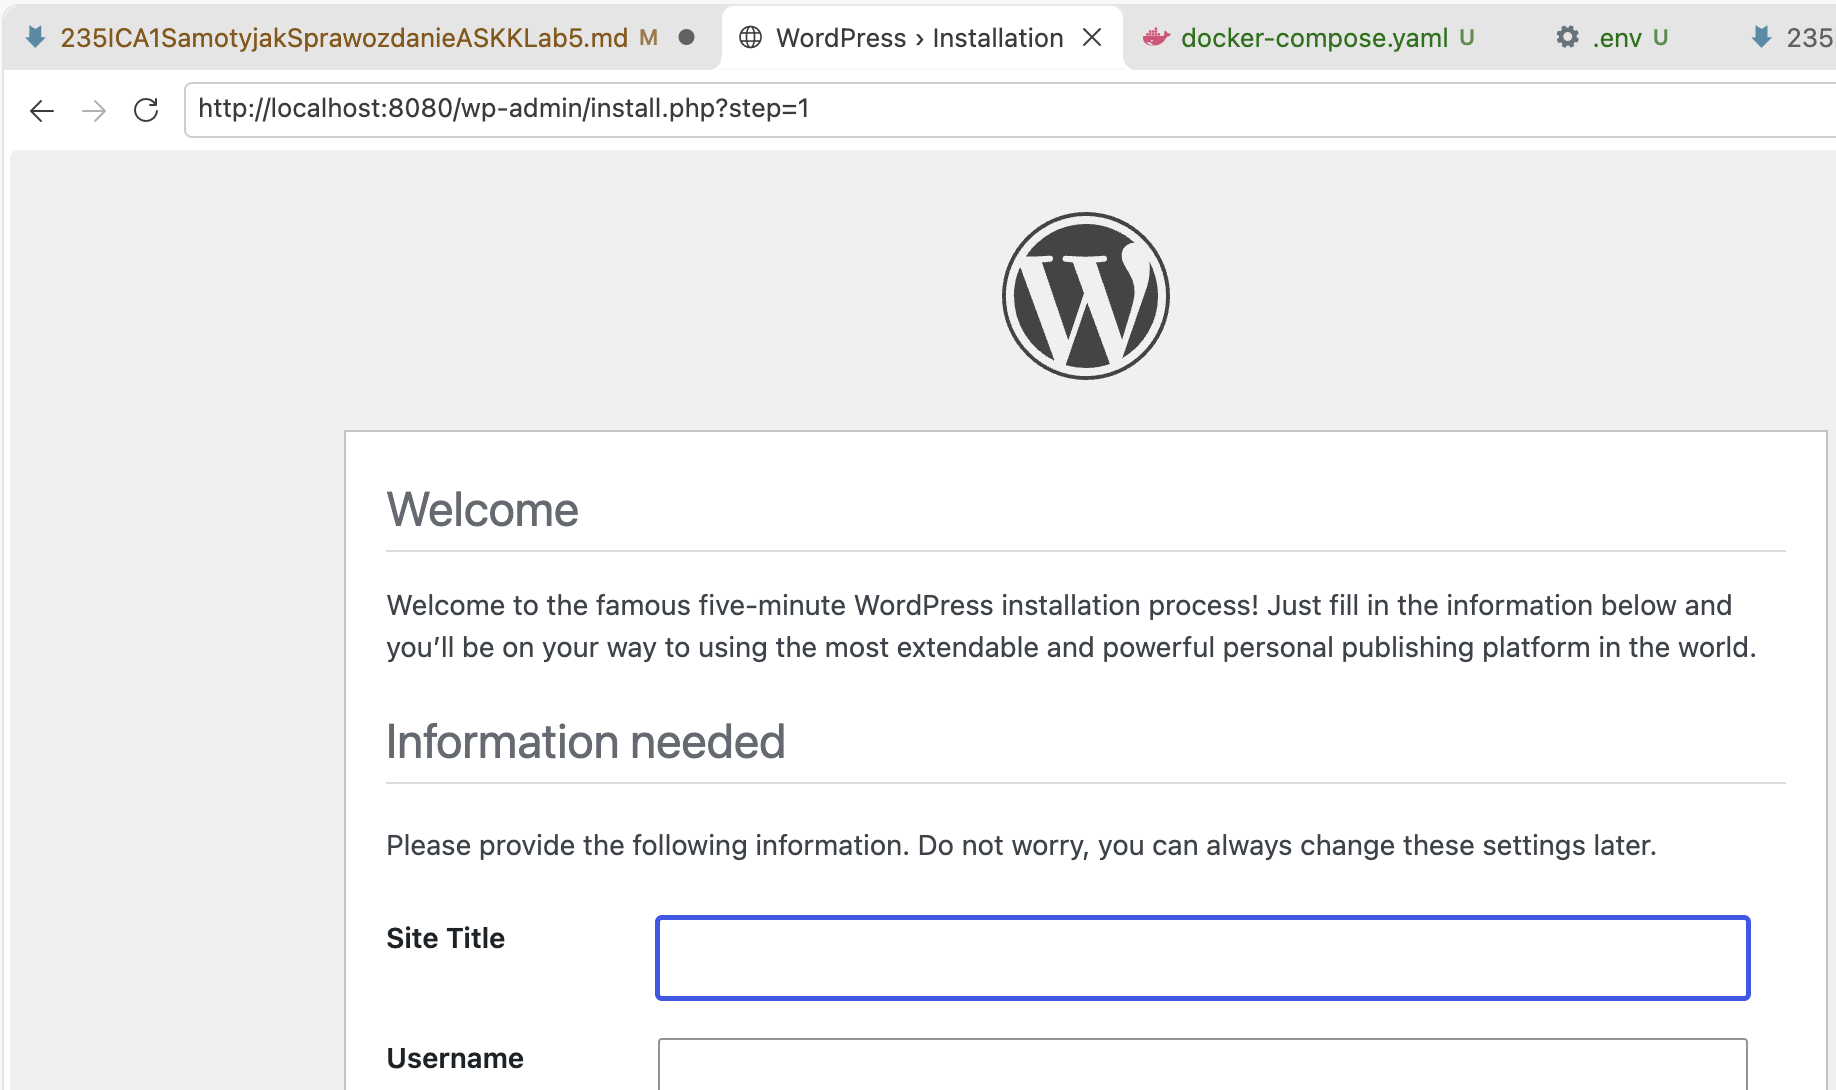 235ICA1SamotyjakSprawozdanieASKKLab5.md M
WordPress › Installation
docker-compose.yaml U
.env U
235
http://localhost:8080/wp-admin/install.php?step=1
Welcome
Welcome to the famous five-minute WordPress installation process! Just fill in the information below and
you’ll be on your way to using the most extendable and powerful personal publishing platform in the world.
Information needed
Please provide the following information. Do not worry, you can always change these settings later.
Site Title
Username